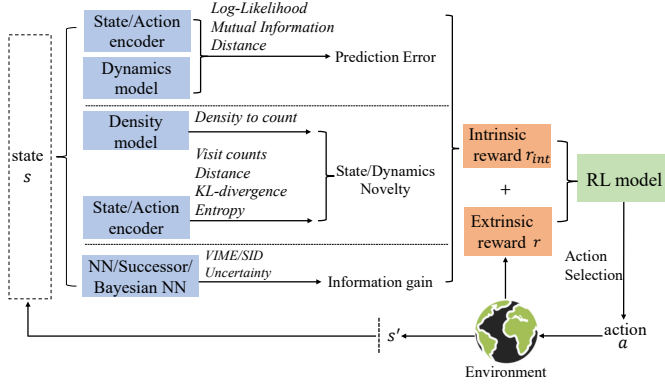 state
s
State/Action
encoder
Dynamics
model
Log-Likelihood
Mutual Information
Distance
Prediction Error
Density
model
Density to count
Visit counts
Distance
KL-divergence
Entropy
State/Action
encoder
State/Dynamics
Novelty
NN/Successor/
Bayesian NN
VIME/SID
Uncertainty
Information gain
Intrinsic
reward r_int
+
Extrinsic
reward r
RL model
Action
Selection
action
a
Environment
s′